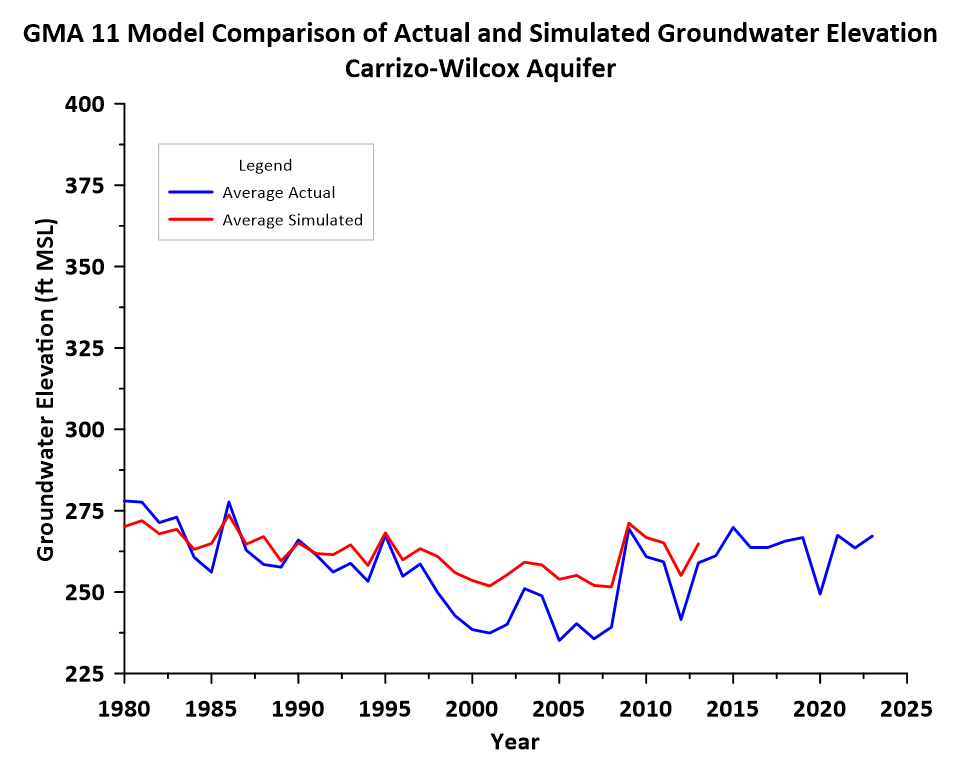 GMA 11 Model Comparison of Actual and Simulated Groundwater Elevation
Carrizo-Wilcox Aquifer
Groundwater Elevation (ft MSL)
400
375
350
325
300
275
250
225
Legend
Average Actual
Average Simulated
1980 1985 1990 1995 2000 2005 2010 2015 2020 2025
Year